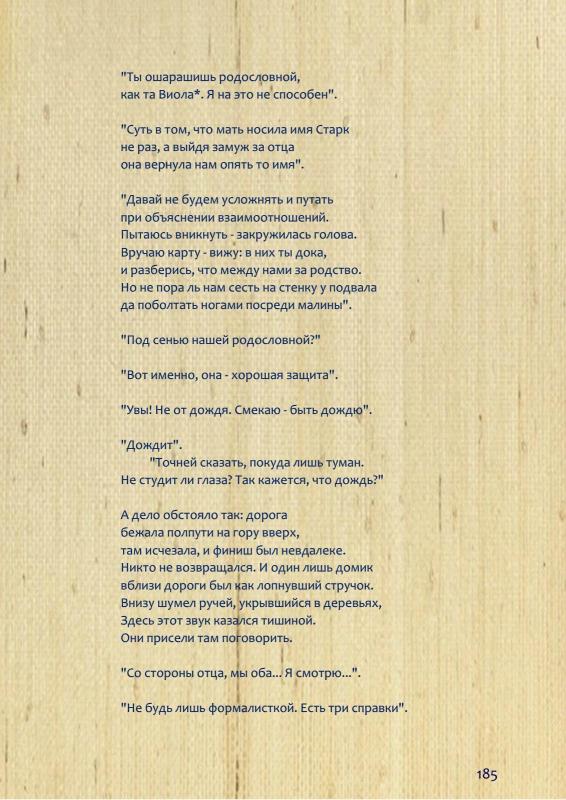 "Ты ошарашишь родословной,
как та Виола*. Я на это не способен".

"Суть в том, что мать носила имя Старк
не раз, а выйдя замуж за отца
она вернула нам опять то имя".

"Давай не будем усложнять и путать
при объяснении взаимоотношений.
Пытаюсь вникнуть - закружилась голова.
Вручаю карту - вижу: в них ты дока,
и разберись, что между нами за родство.
Но не пора ль нам сесть на стенку у подвала
да поболтать ногами посреди малины".

"Под сенью нашей родословной?"

"Вот именно, она - хорошая защита".

"Увы! Не от дождя. Смекаю - быть дождю".

"Дождит".
"Точней сказать, покуда лишь туман.
Не студит ли глаза? Так кажется, что дождь?"

А дело обстояло так: дорога
бежала полпути на гору вверх,
там исчезала, и финиш был невдалеке.
Никто не возвращался. И один лишь домик
вблизи дороги был как лопнувший стручок.
Внизу шумел ручей, укрывшийся в деревьях,
Здесь этот звук казался тишиной.
Они присели там поговорить.

"Со стороны отца, мы оба... Я смотрю...".

"Не будь лишь формалисткой. Есть три справки".

185